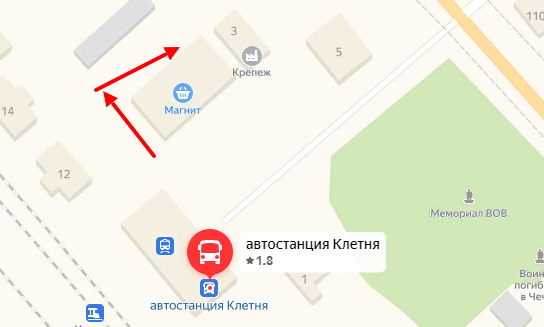 110
3
5
Крепеж
14
Магнит
12
Мемориал ВОВ
автостанция Клетня
1.8
Воин
погиб
в Чеч
1
автостанция Клетня